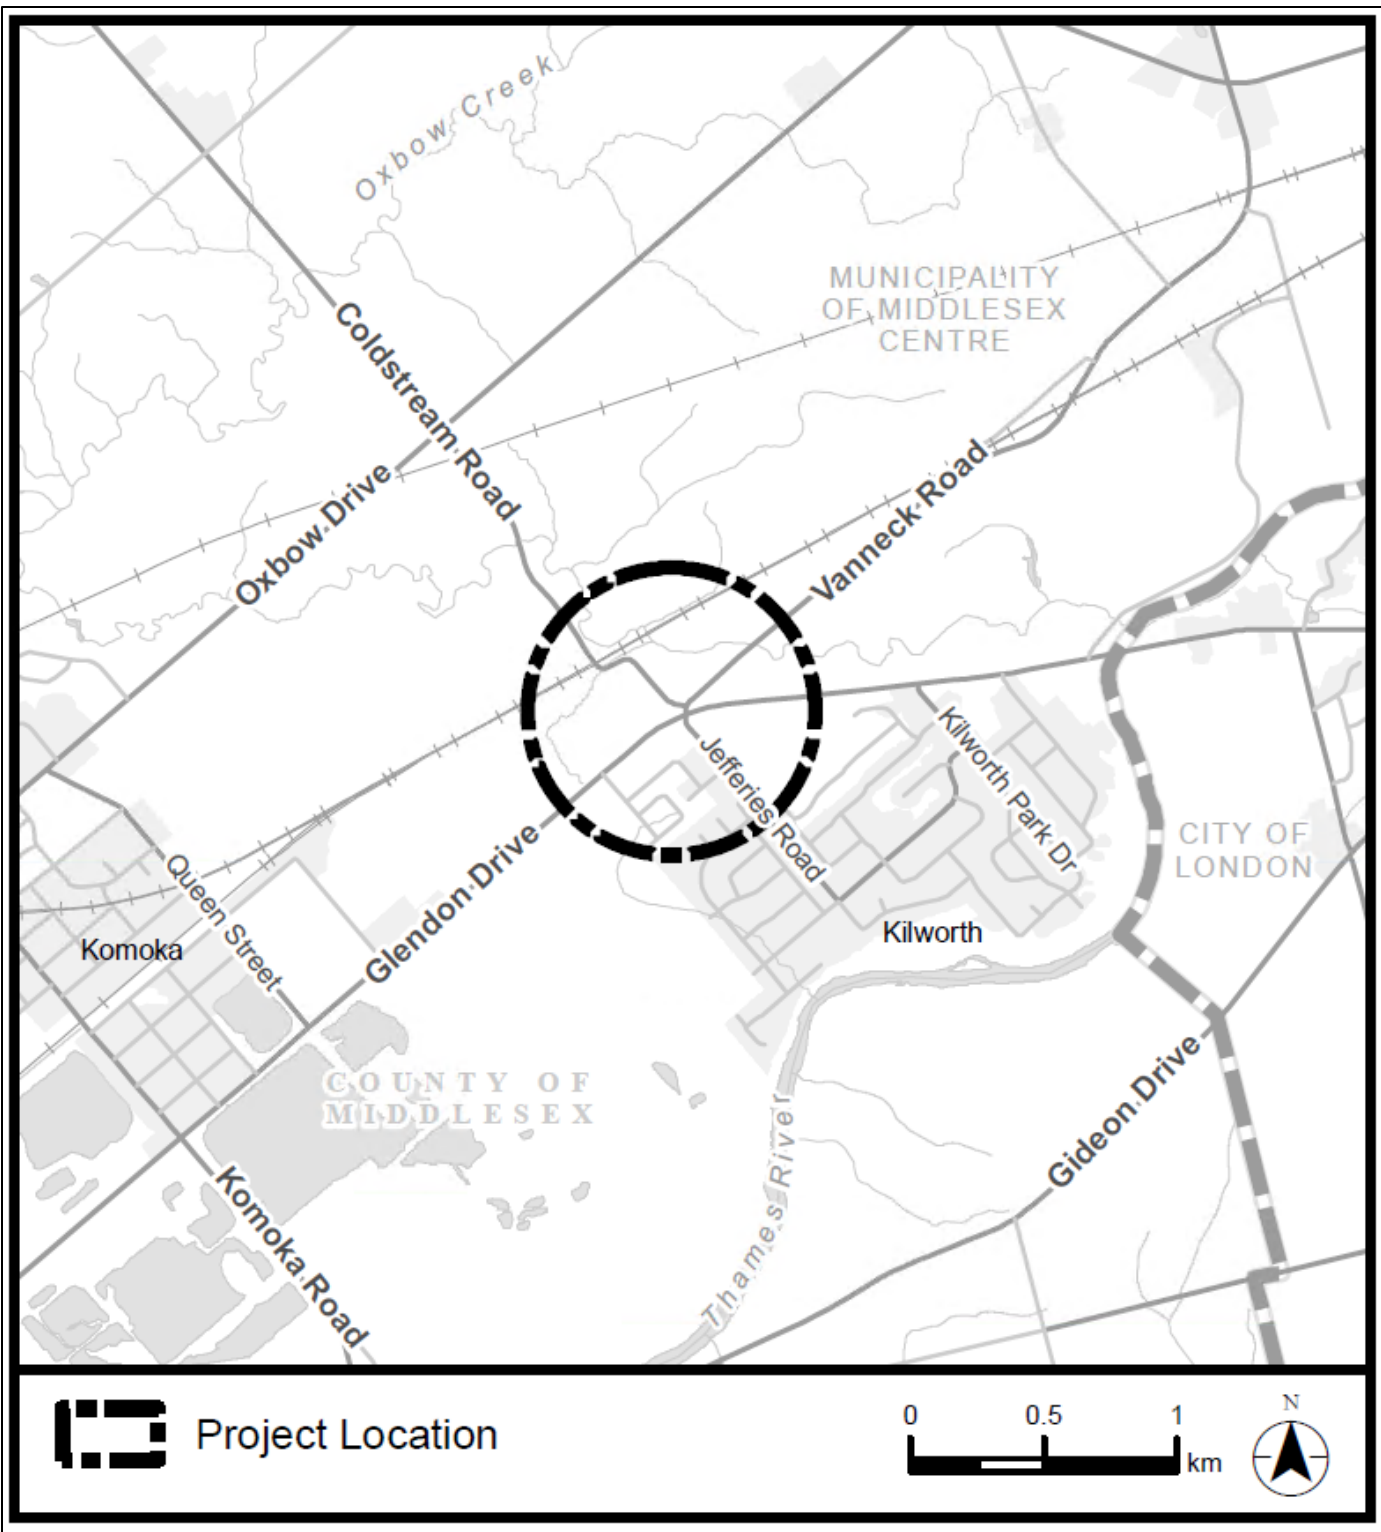 Oxbow Creek
MUNICIPALITY
OF MIDDLESEX
CENTRE
Coldstream Road
Oxbow Drive
Vanneck Road
Jefferies Road
Kilworth Park Dr
CITY OF
LONDON
Queen Street
Glendon Drive
Komoka
Kilworth
COUNTY OF
MIDDLESEX
Thames River
Gideon Drive
Komoka Road
Project Location
0 0.5 1
km
N